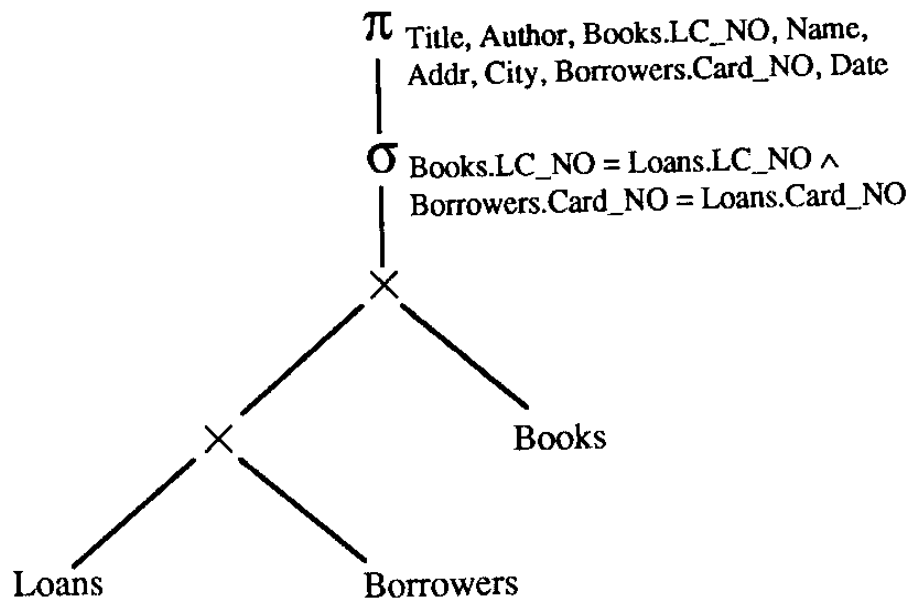 π Title, Author, Books.LC_NO, Name,
Addr, City, Borrowers.Card_NO, Date
σ Books.LC_NO = Loans.LC_NO ∧
Borrowers.Card_NO = Loans.Card_NO
×
×
Books
Loans
Borrowers